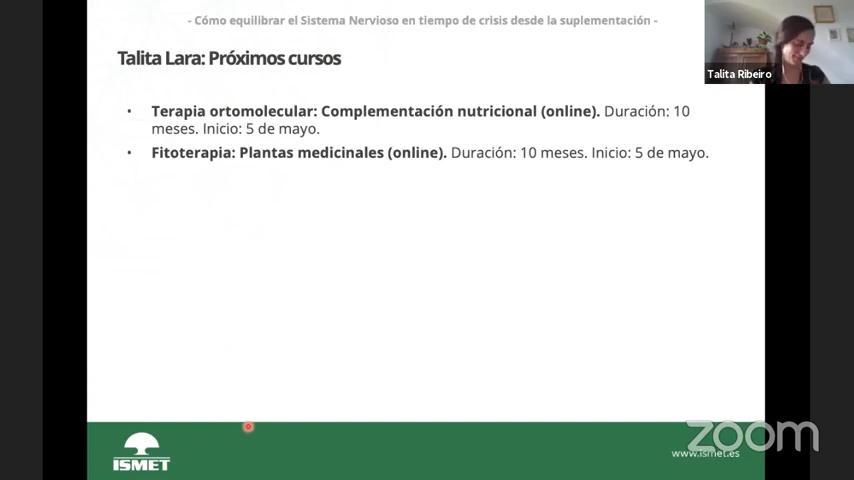 - Cómo equilibrar el Sistema Nervioso en tiempo de crisis desde la suplementación -
Talita Ribeiro
Talita Lara: Próximos cursos
• Terapia ortomolecular: Complementación nutricional (online). Duración: 10
meses. Inicio: 5 de mayo.
• Fitoterapia: Plantas medicinales (online). Duración: 10 meses. Inicio: 5 de mayo.
zoom
www.ismet.es
ISMET